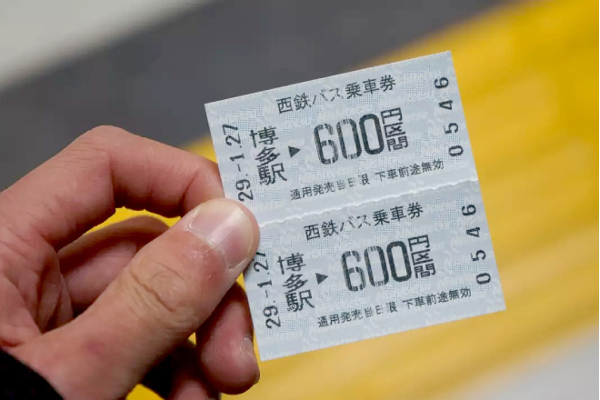 西鉄バス乗車券
29.-1.27
博多駅 ▶ 600円区間
0546
通用発売当日限 下車前途無効
西鉄バス乗車券
29.-1.27
博多駅 ▶ 600円区間
0546
通用発売当日限 下車前途無効